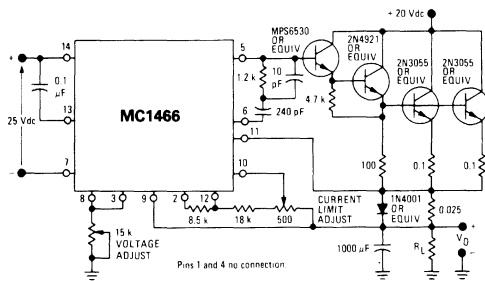 + 20 Vdc
MPS6530
OR
EQUIV
2N4921
OR
EQUIV
2N3055
OR
EQUIV
2N3055
OR
EQUIV
14
5
+
0.1
μF
1.2 k
10
pF
4.7 k
13
MC1466
6
240 pF
25 Vdc
11
100
0.1
0.1
7
10
–
8
3
9
2
12
CURRENT
LIMIT
ADJUST
1N4001
OR
EQUIV
0.025
8.5 k
18 k
500
15 k
VOLTAGE
ADJUST
1000 μF
RL
+
VO
–
Pins 1 and 4 no connection.